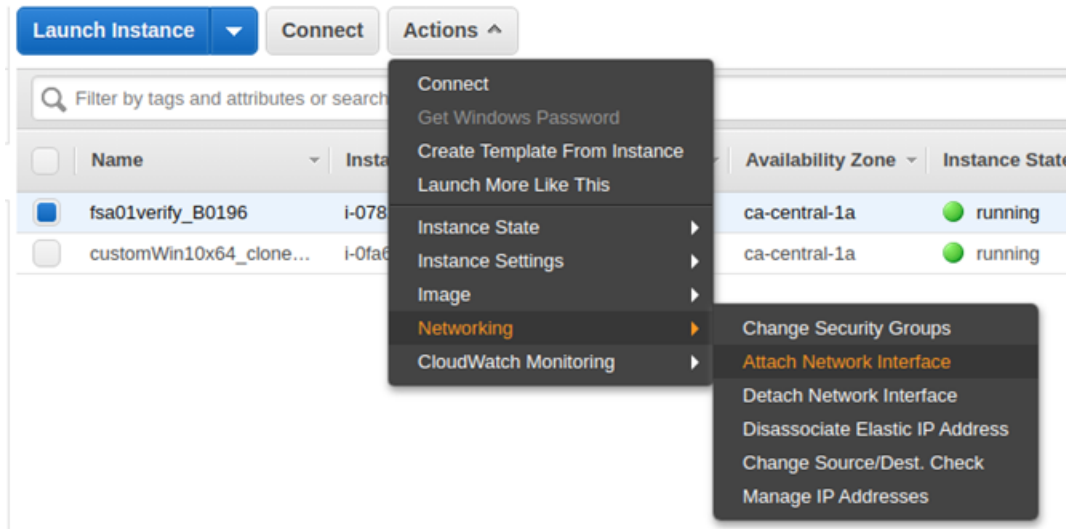 Launch Instance
Connect
Actions
Filter by tags and attributes or search
Connect
Get Windows Password
Create Template From Instance
Launch More Like This
Instance State
Instance Settings
Image
Networking
CloudWatch Monitoring
Change Security Groups
Attach Network Interface
Detach Network Interface
Disassociate Elastic IP Address
Change Source/Dest. Check
Manage IP Addresses
Name Insta Availability Zone Instance State
fsa01verify_B0196 i-078 ca-central-1a running
customWin10x64_clone... i-0fa6 ca-central-1a running